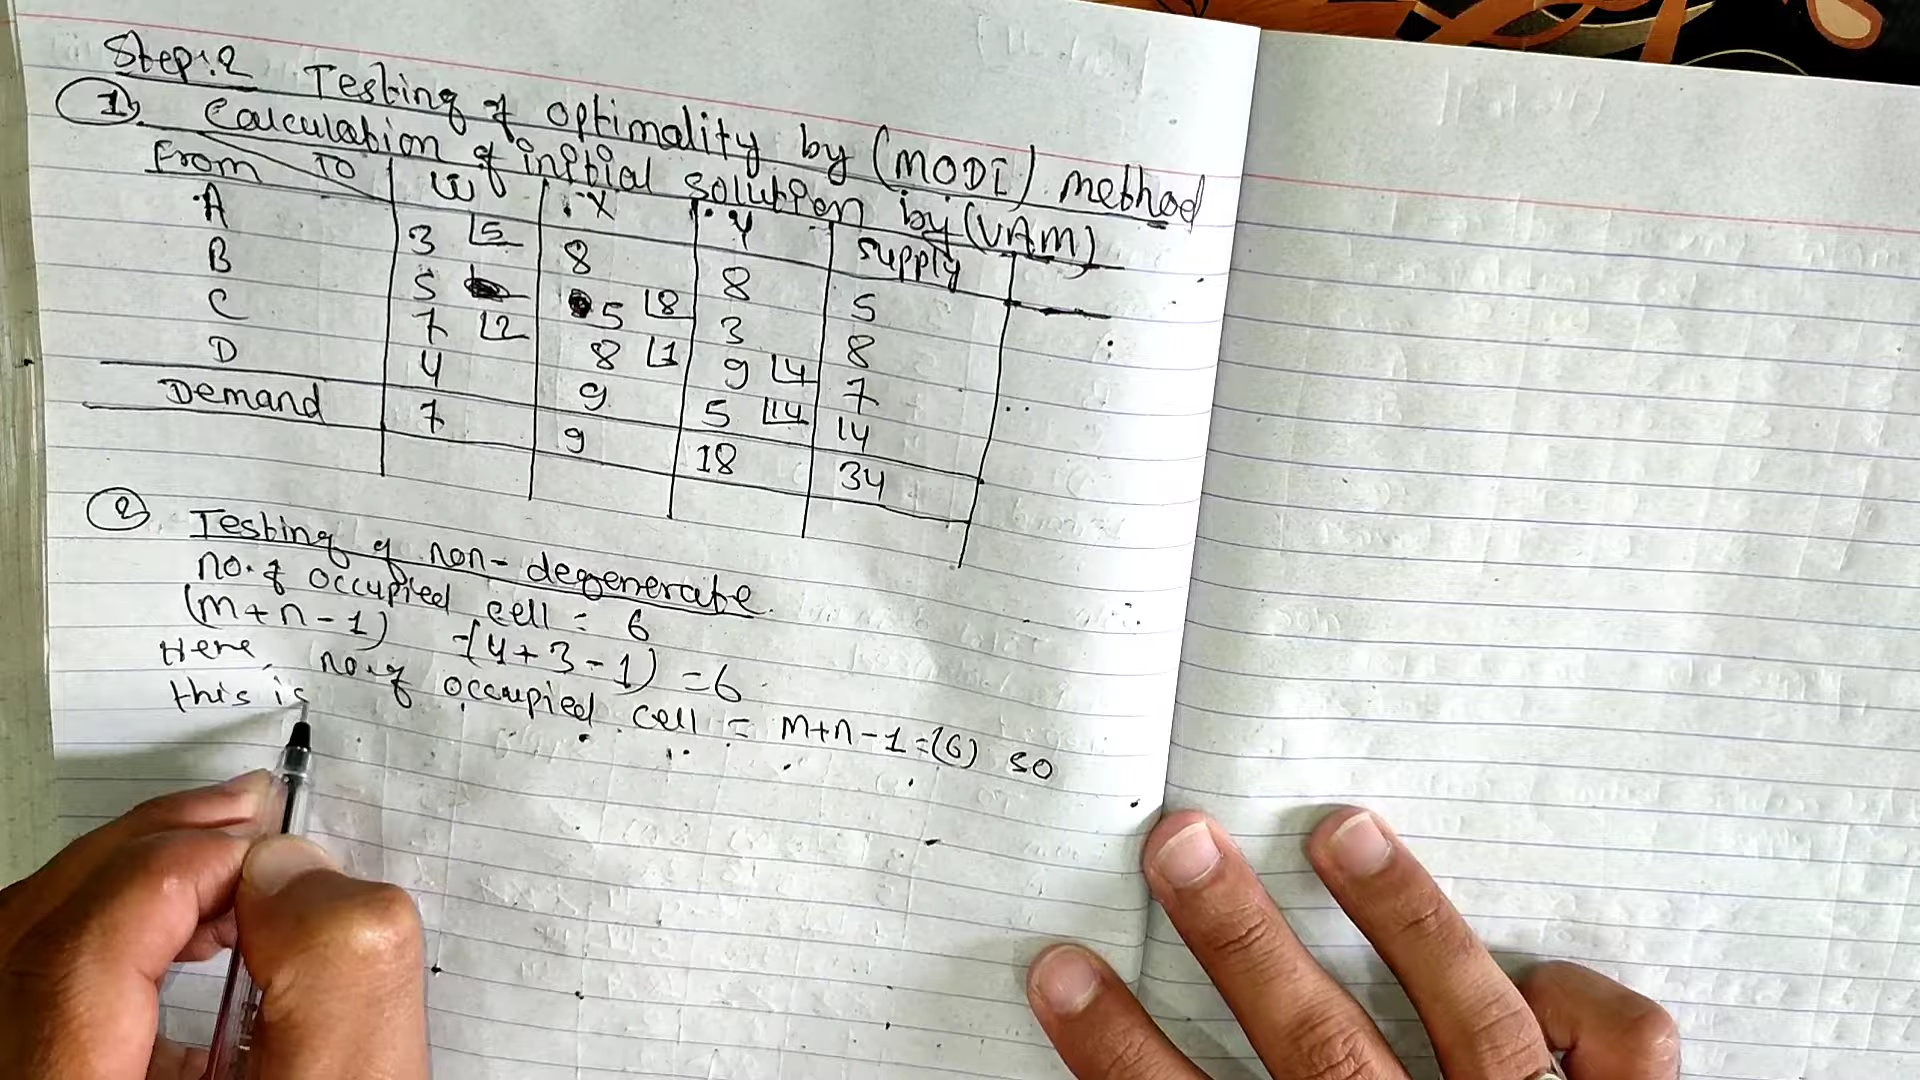 Step:2 Testing of optimality by (MODI) method
1) Calculation of initial solution by (VAM)
From TO W X Y Supply
A 3 5 8 8 5
B 5 5 8 3 8
C 7 2 8 1 9 4 7
D 4 9 5 14 14
Demand 7 9 18 34
2 Testing of non-degenerate.
no. of occupied cell = 6
(m+n-1) =(4+3-1) =6
Here, no. of occupied cell = m+n-1=(6) so
this is